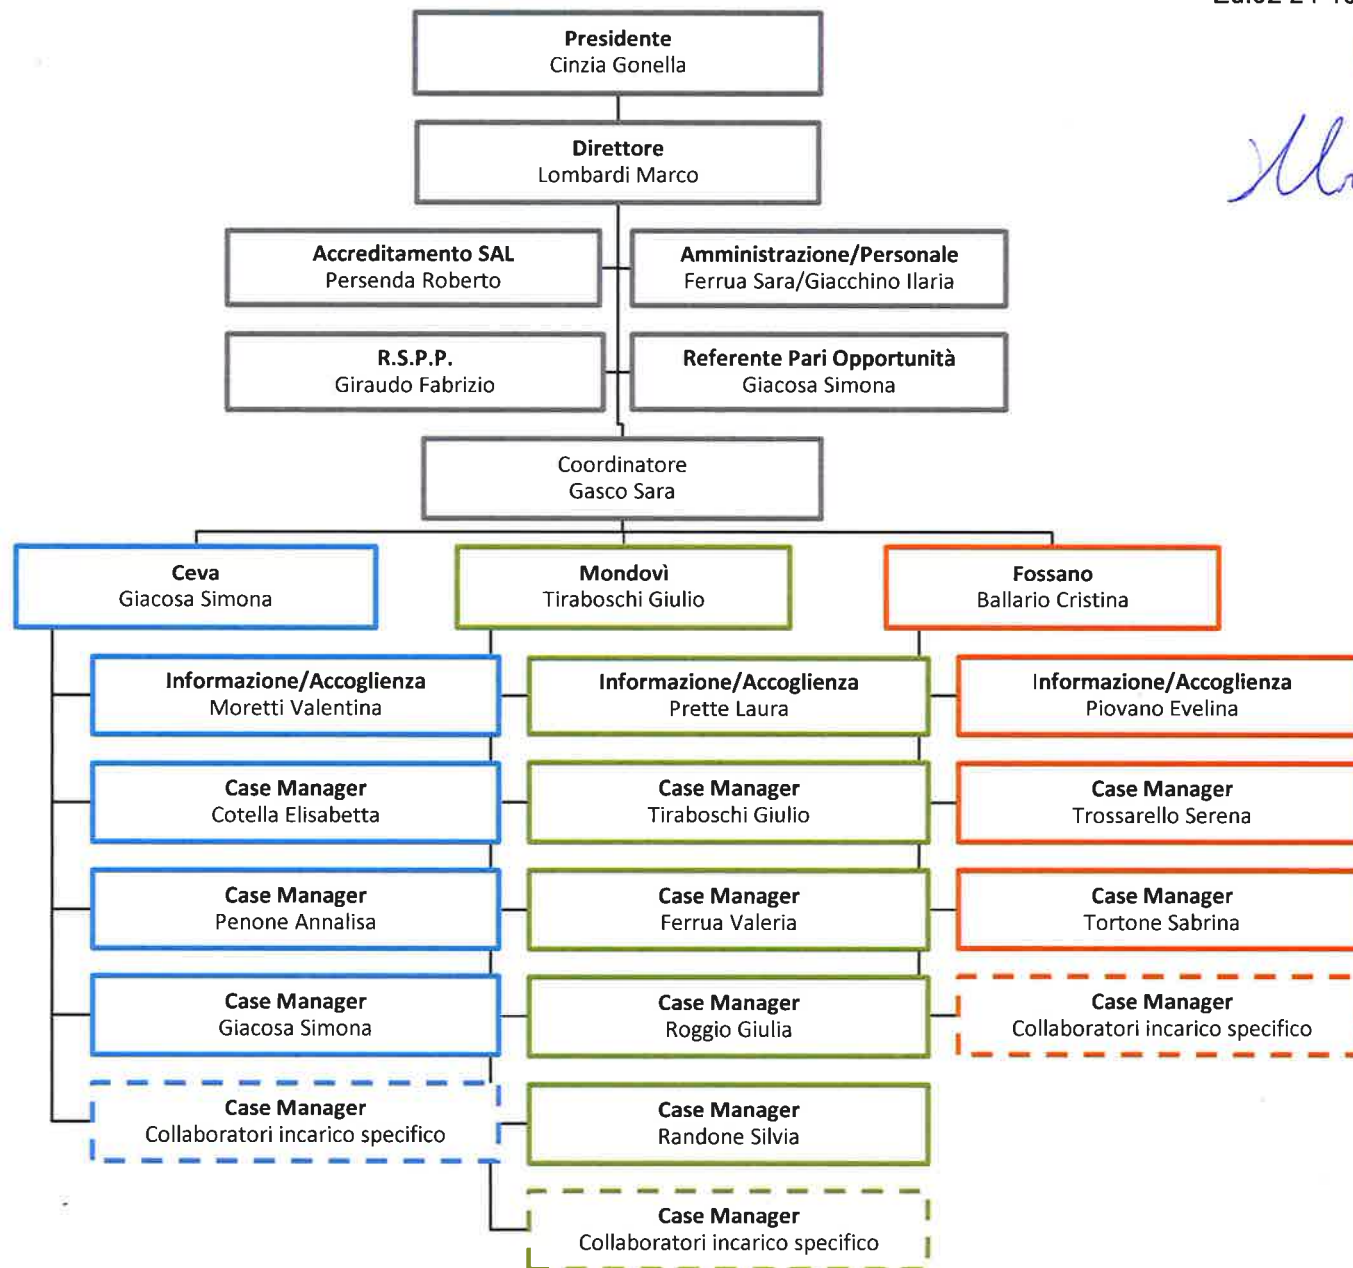 Presidente
Cinzia Gonella
Direttore
Lombardi Marco
Accreditamento SAL
Persenda Roberto
Amministrazione/Personale
Ferrua Sara/Giacchino Ilaria
R.S.P.P.
Giraudo Fabrizio
Referente Pari Opportunità
Giacosa Simona
Coordinatore
Gasco Sara
Ceva
Giacosa Simona
Mondovì
Tiraboschi Giulio
Fossano
Ballario Cristina
Informazione/Accoglienza
Moretti Valentina
Case Manager
Cotella Elisabetta
Case Manager
Penone Annalisa
Case Manager
Giacosa Simona
Case Manager
Collaboratori incarico specifico
Informazione/Accoglienza
Prette Laura
Case Manager
Tiraboschi Giulio
Case Manager
Ferrua Valeria
Case Manager
Roggio Giulia
Case Manager
Randone Silvia
Case Manager
Collaboratori incarico specifico
Informazione/Accoglienza
Piovano Evelina
Case Manager
Trossarello Serena
Case Manager
Tortone Sabrina
Case Manager
Collaboratori incarico specifico